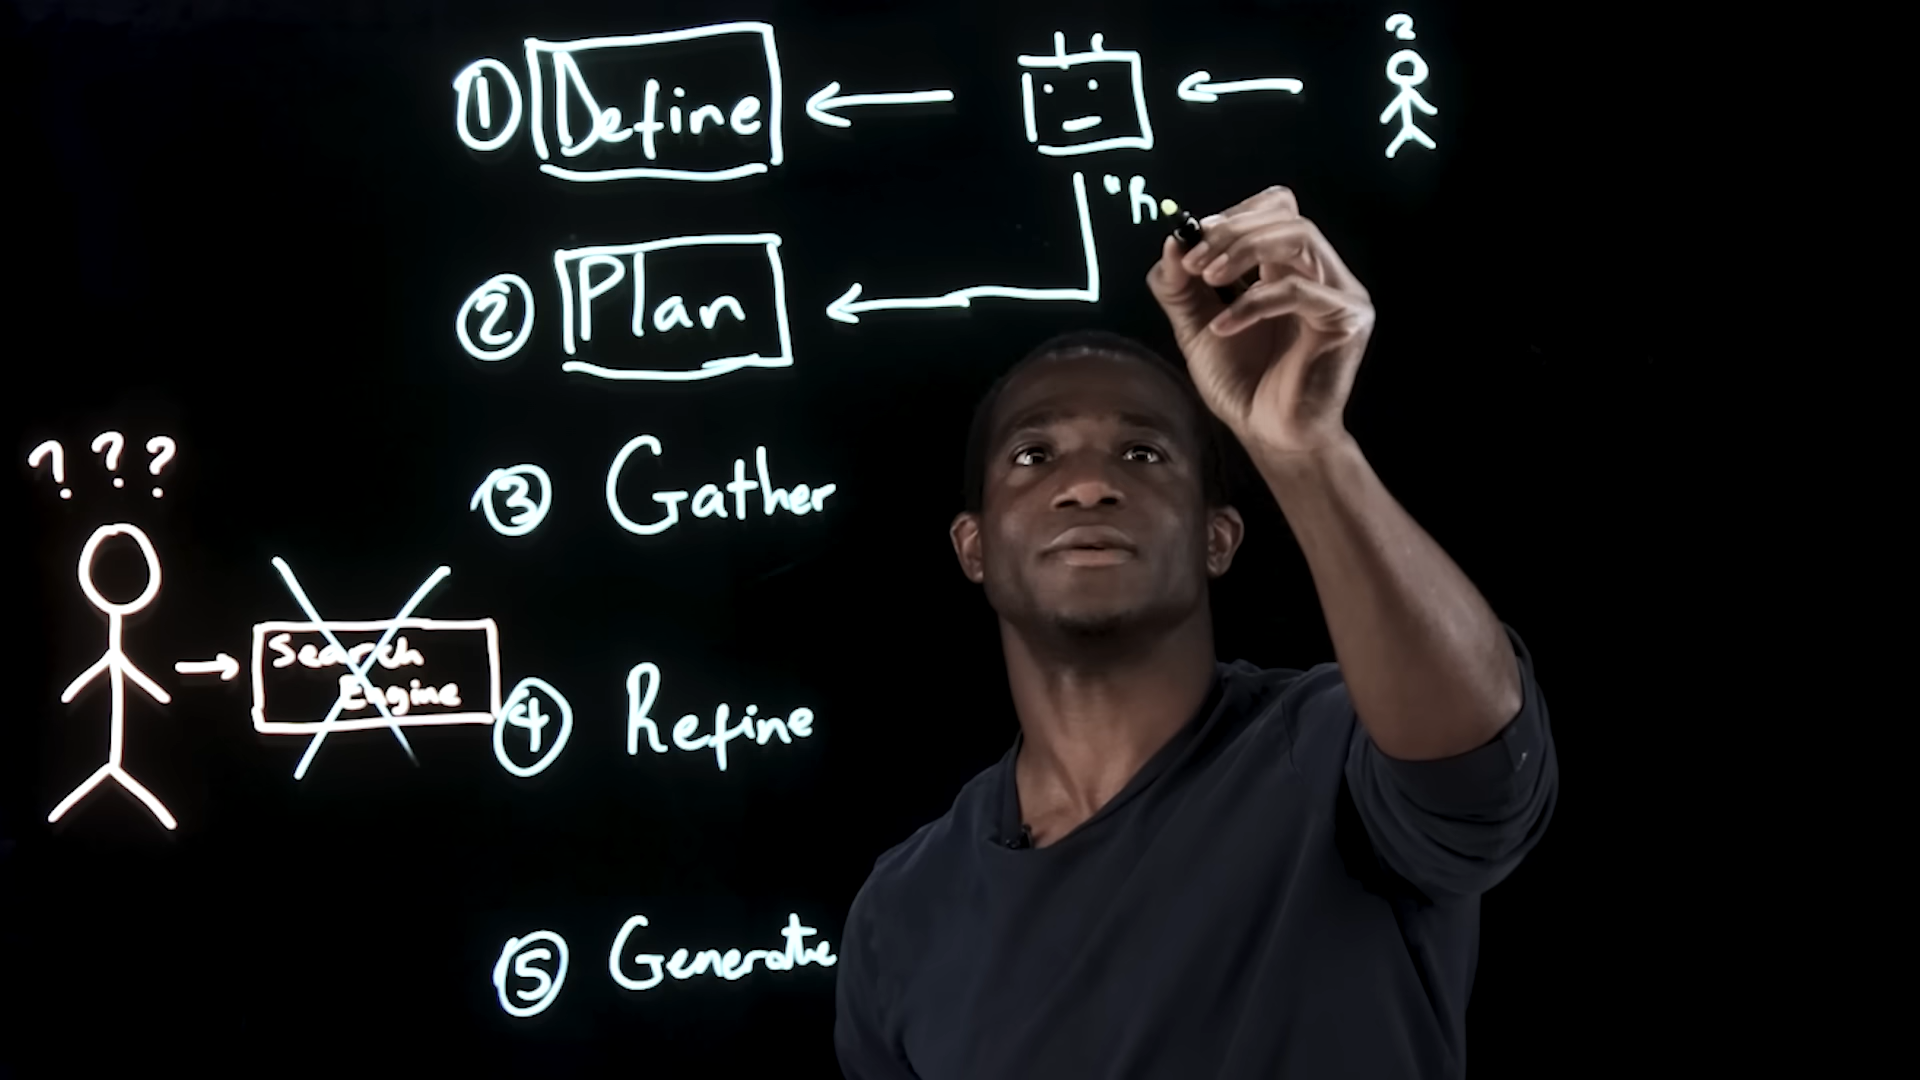 ?
① Define
"h
② Plan
? ? ?
③ Gather
Search
Engine
④ Refine
⑤ Generate